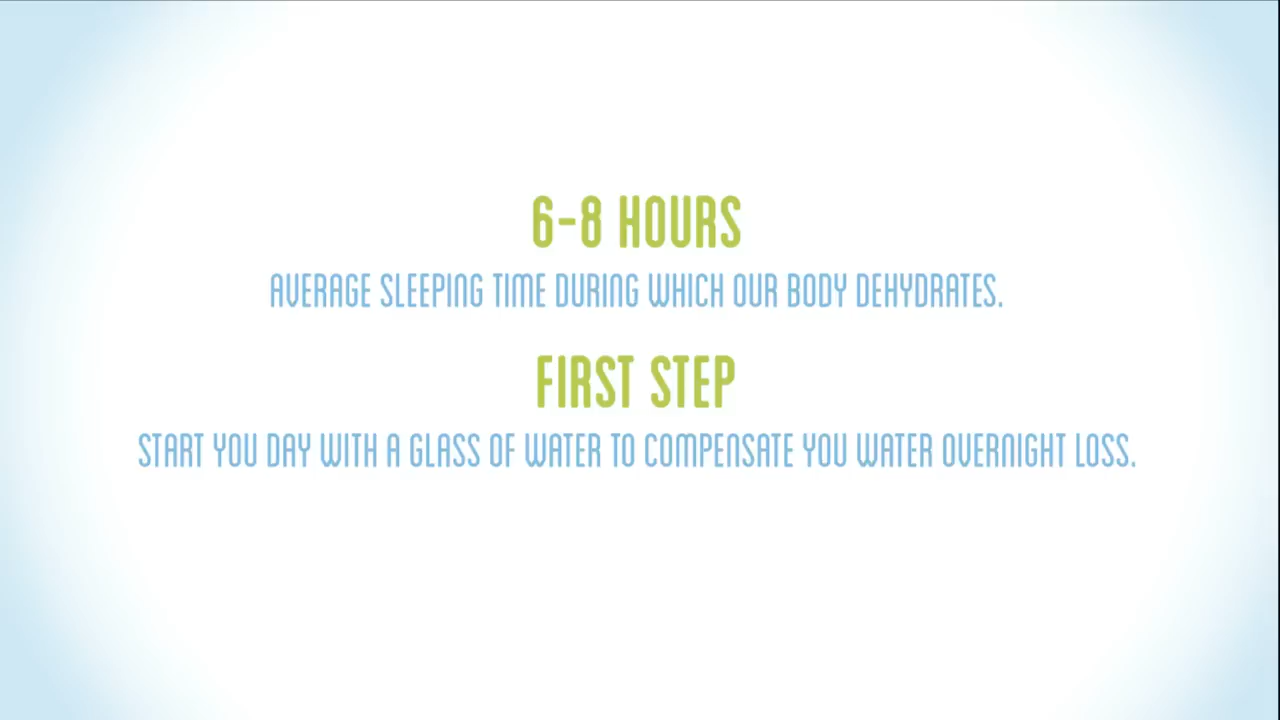 6-8 HOURS
AVERAGE SLEEPING TIME DURING WHICH OUR BODY DEHYDRATES.
FIRST STEP
START YOU DAY WITH A GLASS OF WATER TO COMPENSATE YOU WATER OVERNIGHT LOSS.